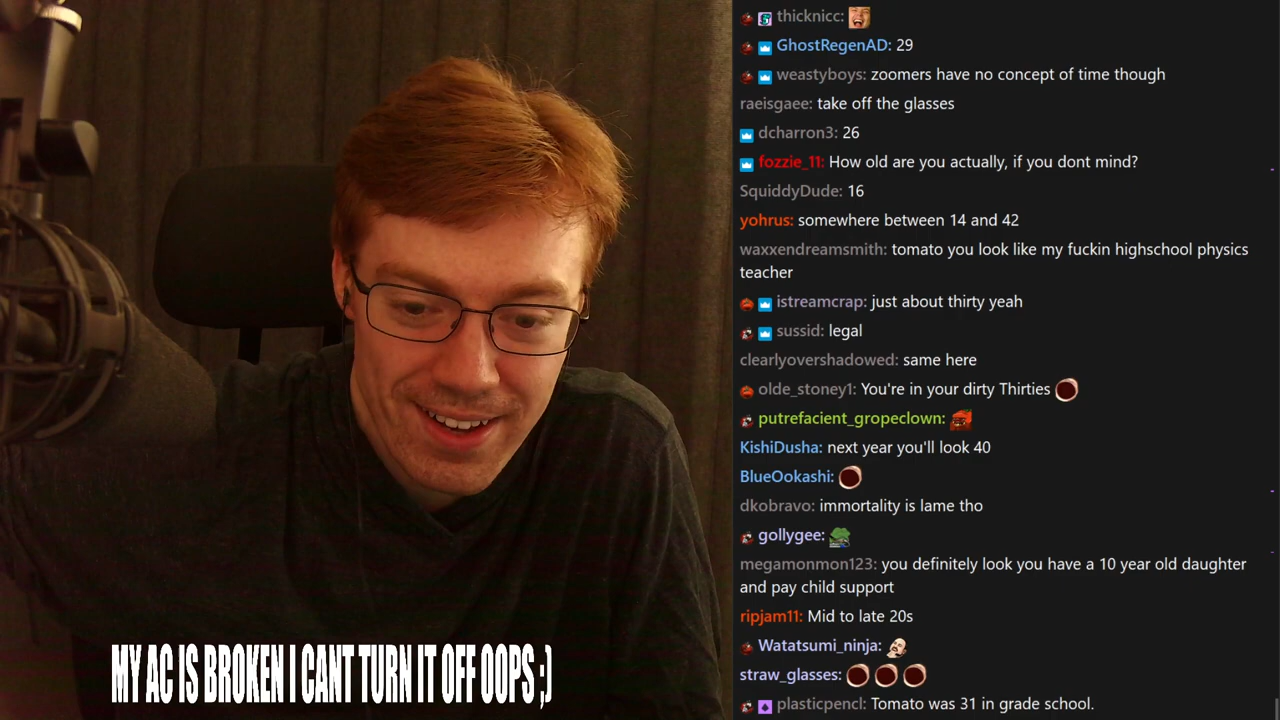 thicknicc:
GhostRegenAD: 29
weastyboys: zoomers have no concept of time though
raeisgaee: take off the glasses
dcharron3: 26
fozzie_11: How old are you actually, if you dont mind?
SquiddyDude: 16
yohrus: somewhere between 14 and 42
waxxendreamsmith: tomato you look like my fuckin highschool physics
teacher
istreamcrap: just about thirty yeah
sussid: legal
clearlyovershadowed: same here
olde_stoney1: You're in your dirty Thirties
putrefacient_gropeclown:
KishiDusha: next year you'll look 40
BlueOokashi:
dkobravo: immortality is lame tho
gollygee:
megamonmon123: you definitely look you have a 10 year old daughter
and pay child support
ripjam11: Mid to late 20s
Watatsumi_ninja:
straw_glasses:
plasticpencl: Tomato was 31 in grade school.
MY AC IS BROKEN I CANT TURN IT OFF OOPS ;)